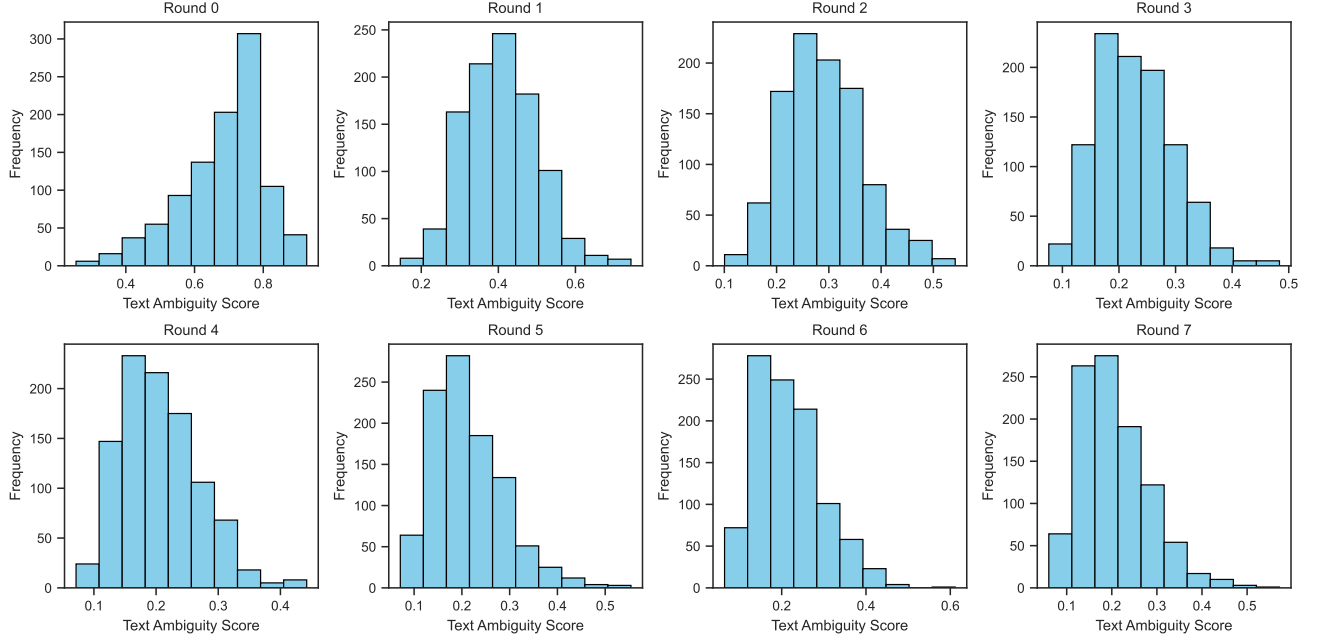 Round 0
300
250
200
150
100
50
0
0.4 0.6 0.8
Frequency
Text Ambiguity Score
Round 1
250
200
150
100
50
0
0.2 0.4 0.6
Frequency
Text Ambiguity Score
Round 2
200
150
100
50
0
0.1 0.2 0.3 0.4 0.5
Frequency
Text Ambiguity Score
Round 3
200
150
100
50
0
0.1 0.2 0.3 0.4 0.5
Frequency
Text Ambiguity Score
Round 4
200
150
100
50
0
0.1 0.2 0.3 0.4
Frequency
Text Ambiguity Score
Round 5
250
200
150
100
50
0
0.1 0.2 0.3 0.4 0.5
Frequency
Text Ambiguity Score
Round 6
250
200
150
100
50
0
0.2 0.4 0.6
Frequency
Text Ambiguity Score
Round 7
250
200
150
100
50
0
0.1 0.2 0.3 0.4 0.5
Frequency
Text Ambiguity Score